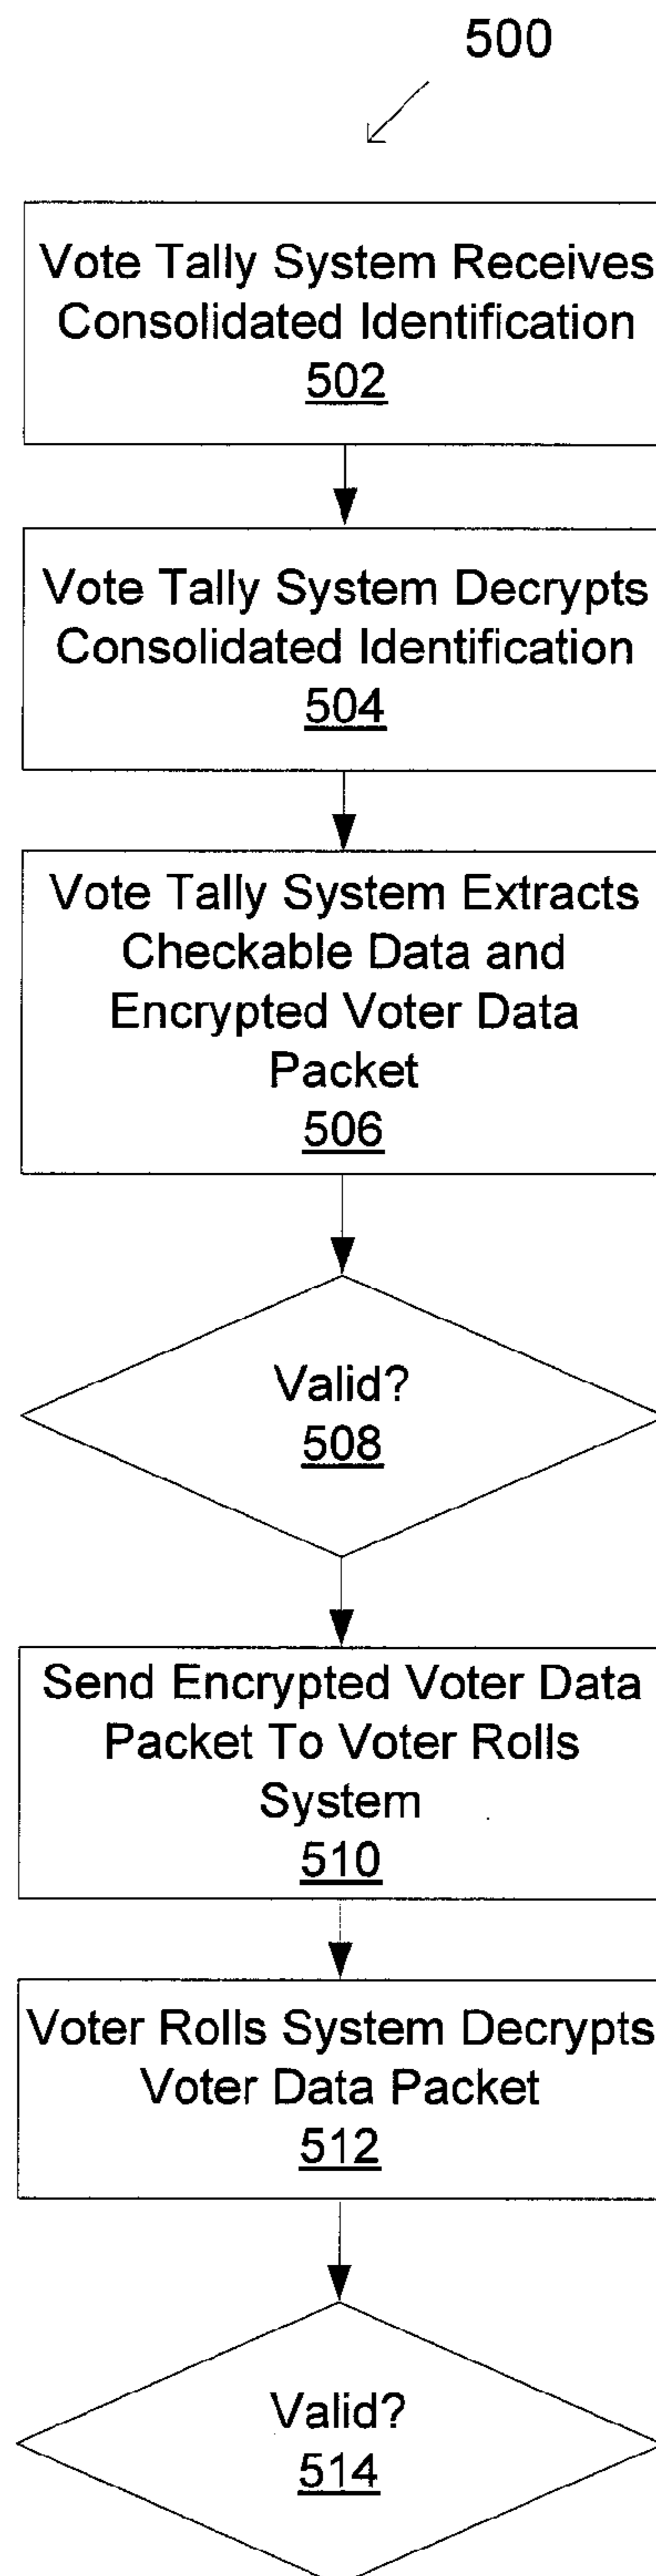 500
Vote Tally System Receives
Consolidated Identification
502
Vote Tally System Decrypts
Consolidated Identification
504
Vote Tally System Extracts
Checkable Data and
Encrypted Voter Data
Packet
506
Valid?
508
Send Encrypted Voter Data
Packet To Voter Rolls
System
510
Voter Rolls System Decrypts
Voter Data Packet
512
Valid?
514